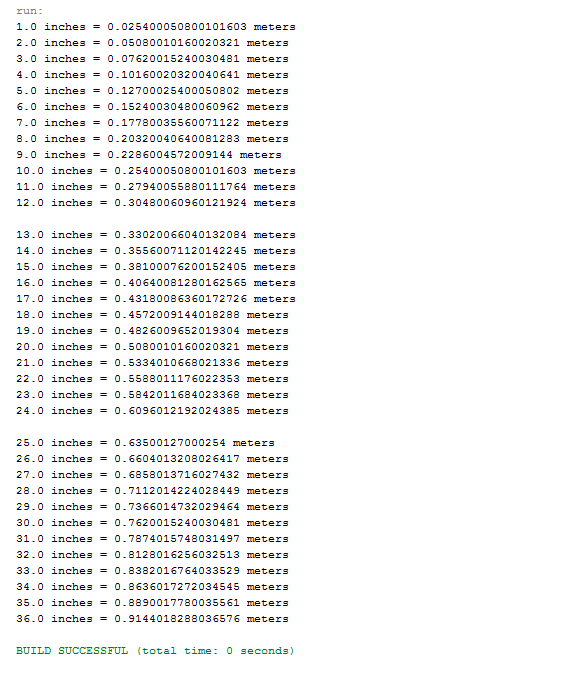 run:
1.0 inches = 0.025400050800101603 meters
2.0 inches = 0.05080010160020321 meters
3.0 inches = 0.07620015240030481 meters
4.0 inches = 0.10160020320040641 meters
5.0 inches = 0.12700025400050802 meters
6.0 inches = 0.15240030480060962 meters
7.0 inches = 0.17780035560071122 meters
8.0 inches = 0.20320040640081283 meters
9.0 inches = 0.2286004572009144 meters
10.0 inches = 0.25400050800101603 meters
11.0 inches = 0.27940055880111764 meters
12.0 inches = 0.30480060960121924 meters

13.0 inches = 0.33020066040132084 meters
14.0 inches = 0.35560071120142245 meters
15.0 inches = 0.38100076200152405 meters
16.0 inches = 0.40640081280162565 meters
17.0 inches = 0.43180086360172726 meters
18.0 inches = 0.4572009144018288 meters
19.0 inches = 0.4826009652019304 meters
20.0 inches = 0.5080010160020321 meters
21.0 inches = 0.5334010668021336 meters
22.0 inches = 0.5588011176022353 meters
23.0 inches = 0.5842011684023368 meters
24.0 inches = 0.6096012192024385 meters

25.0 inches = 0.63500127000254 meters
26.0 inches = 0.6604013208026417 meters
27.0 inches = 0.6858013716027432 meters
28.0 inches = 0.7112014224028449 meters
29.0 inches = 0.7366014732029464 meters
30.0 inches = 0.7620015240030481 meters
31.0 inches = 0.7874015748031497 meters
32.0 inches = 0.8128016256032513 meters
33.0 inches = 0.8382016764033529 meters
34.0 inches = 0.8636017272034545 meters
35.0 inches = 0.8890017780035561 meters
36.0 inches = 0.9144018288036576 meters

BUILD SUCCESSFUL (total time: 0 seconds)